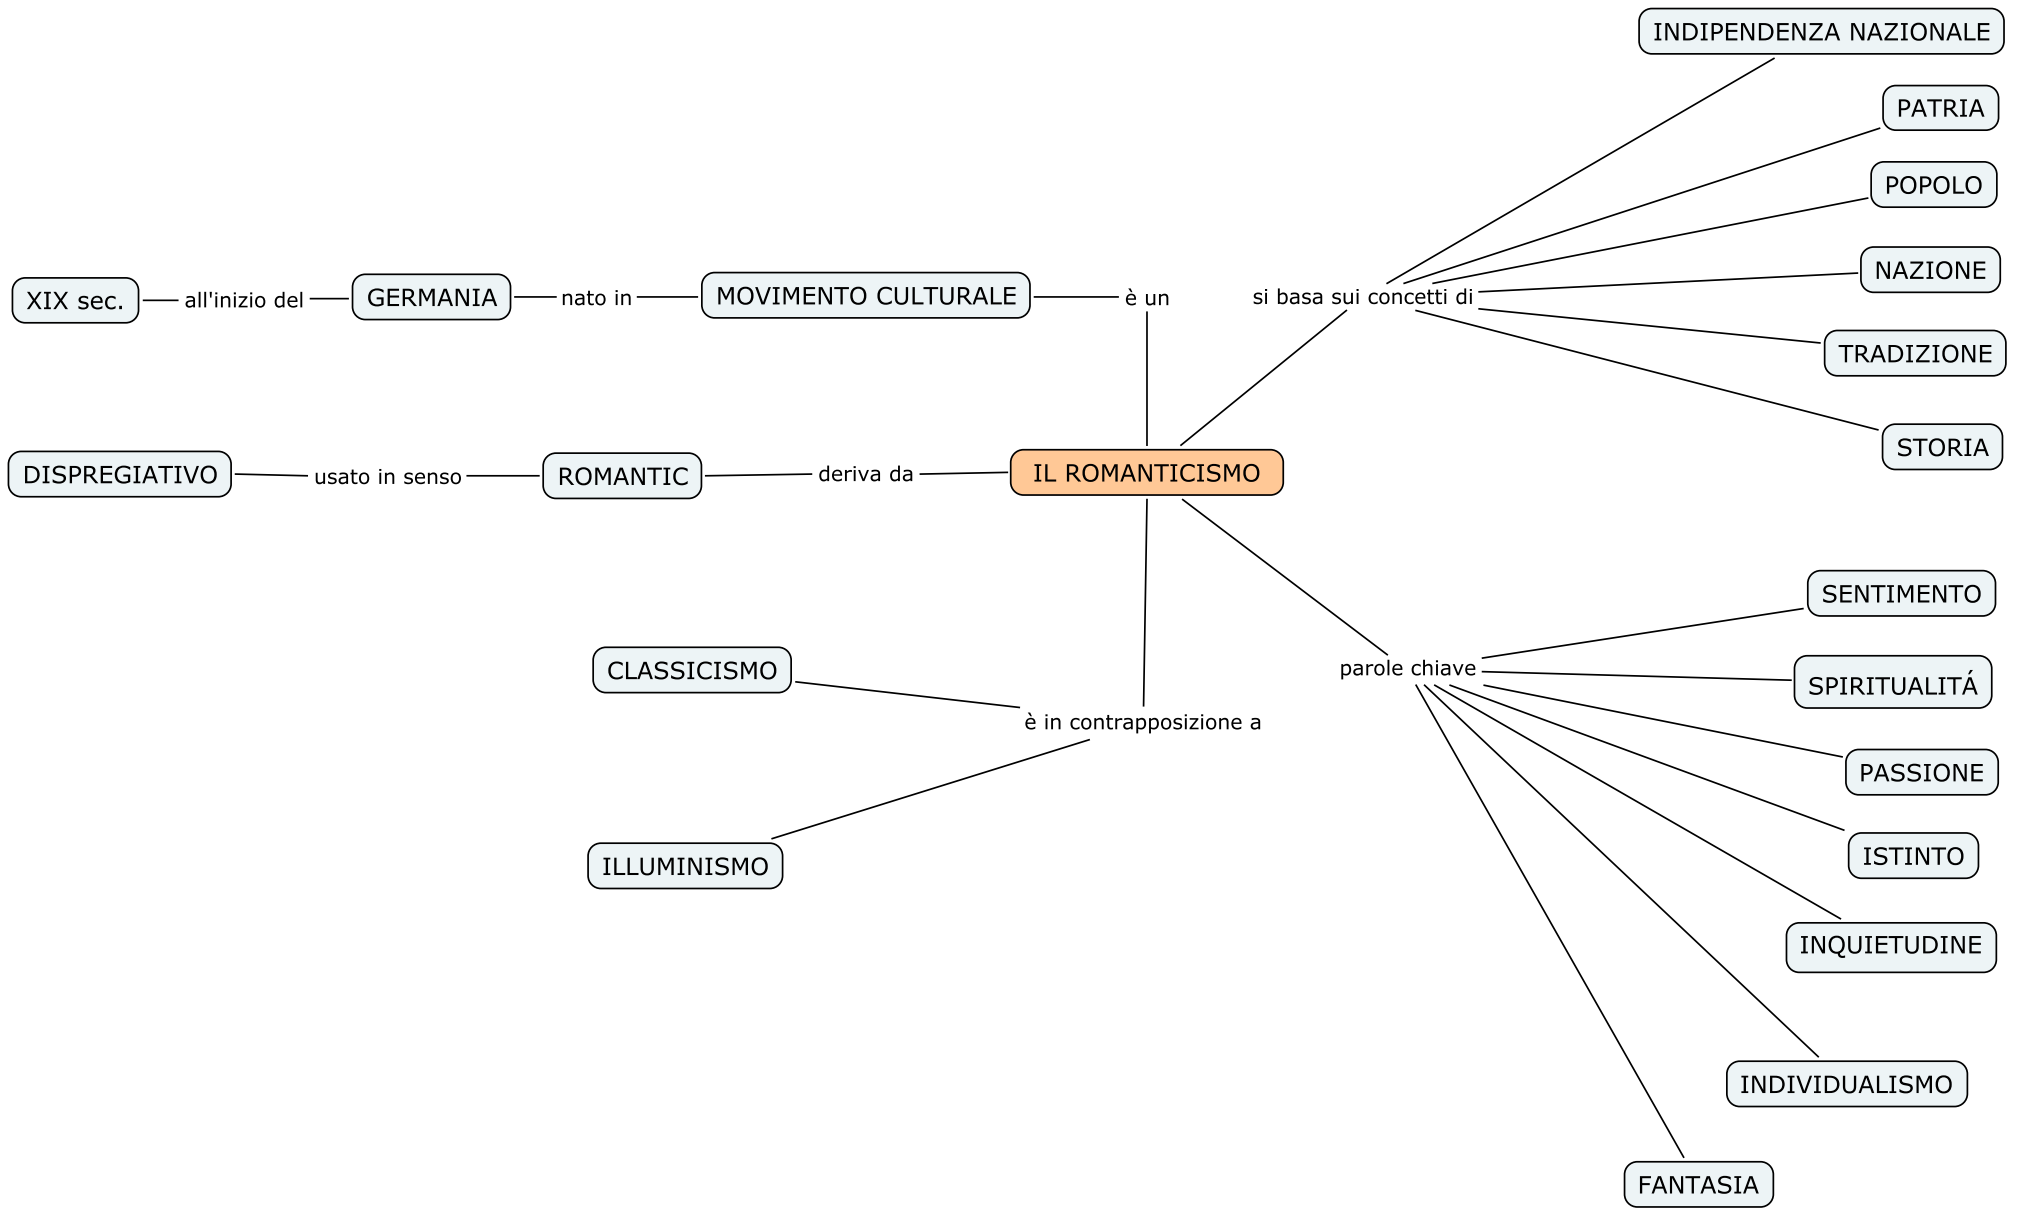 INDIPENDENZA NAZIONALE
PATRIA
POPOLO
NAZIONE
XIX sec.
all'inizio del
GERMANIA
nato in
MOVIMENTO CULTURALE
è un
si basa sui concetti di
TRADIZIONE
STORIA
DISPREGIATIVO
usato in senso
ROMANTIC
deriva da
IL ROMANTICISMO
SENTIMENTO
CLASSICISMO
parole chiave
SPIRITUALITÁ
è in contrapposizione a
PASSIONE
ILLUMINISMO
ISTINTO
INQUIETUDINE
INDIVIDUALISMO
FANTASIA